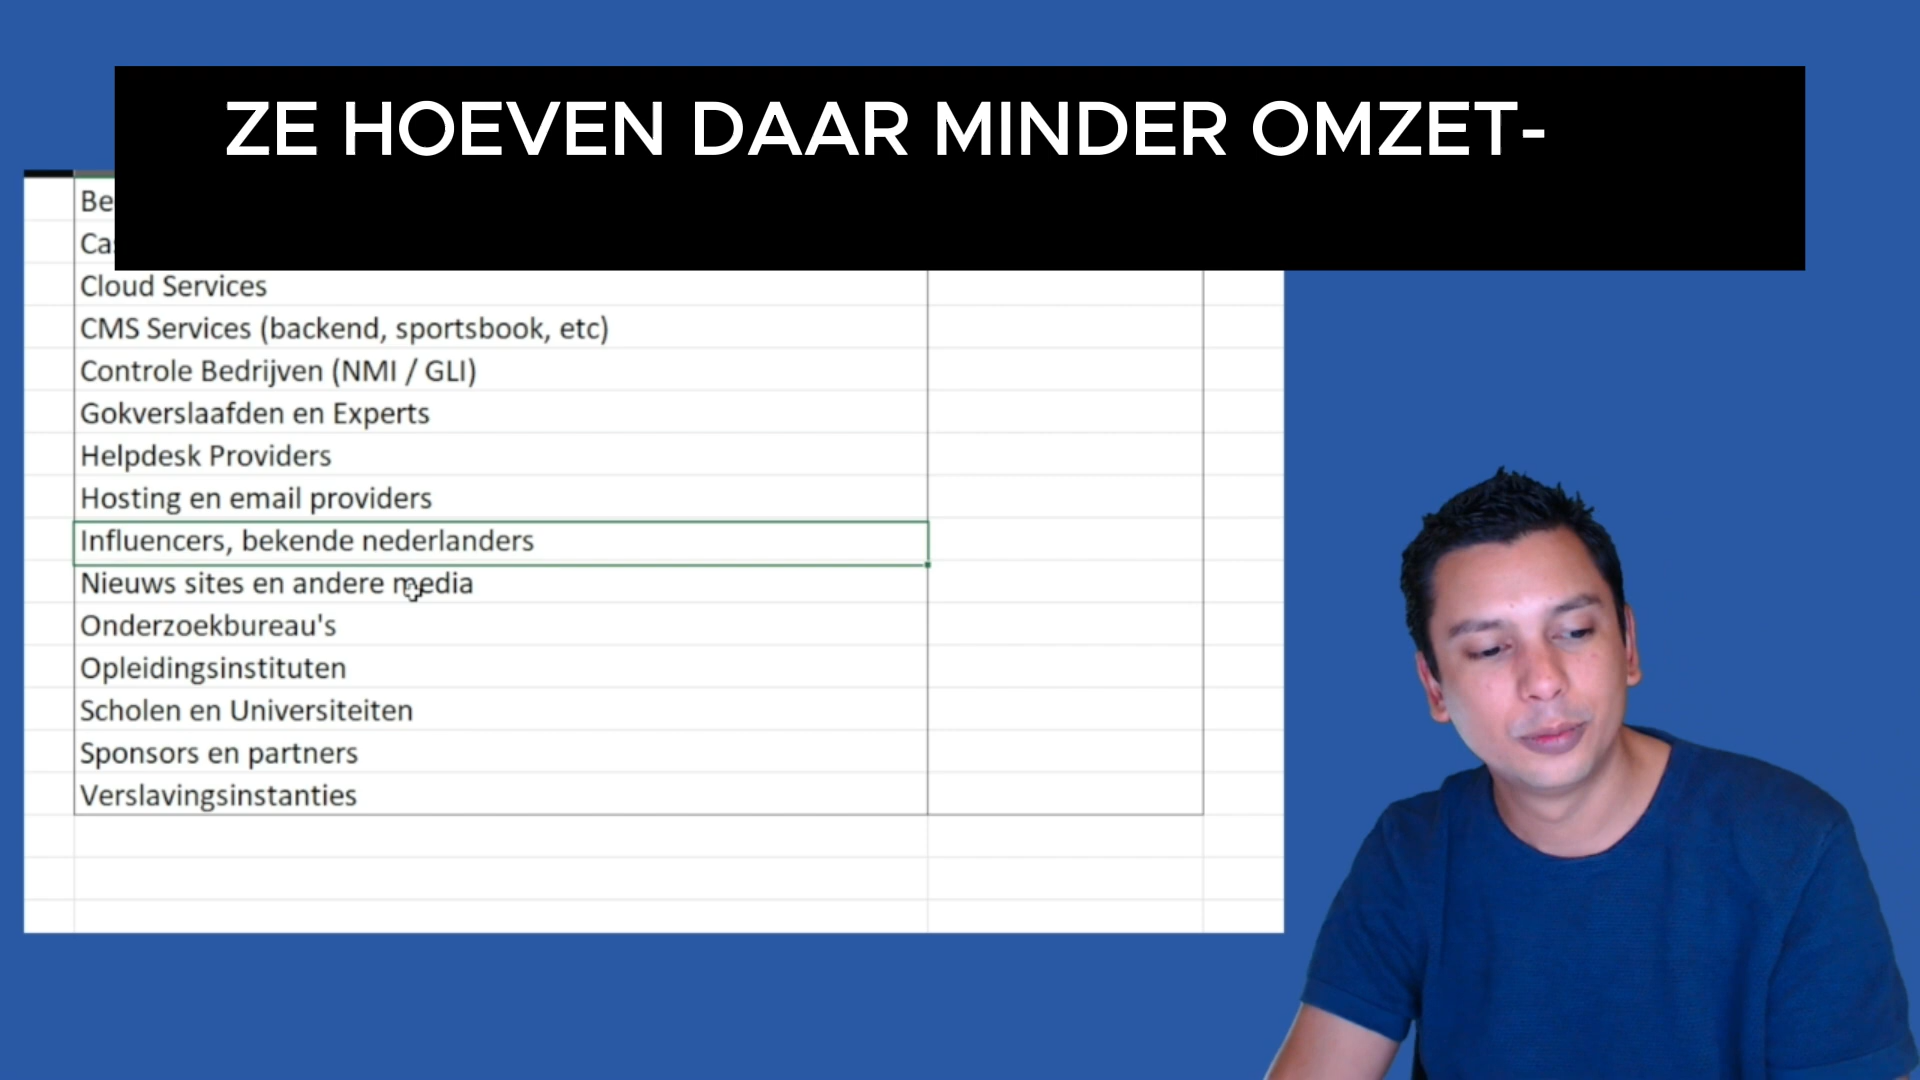 ZE HOEVEN DAAR MINDER OMZET-
Cloud Services
CMS Services (backend, sportsbook, etc)
Controle Bedrijven (NMI / GLI)
Gokverslaafden en Experts
Helpdesk Providers
Hosting en email providers
Influencers, bekende nederlanders
Nieuws sites en andere media
Onderzoekbureau's
Opleidingsinstituten
Scholen en Universiteiten
Sponsors en partners
Verslavingsinstanties